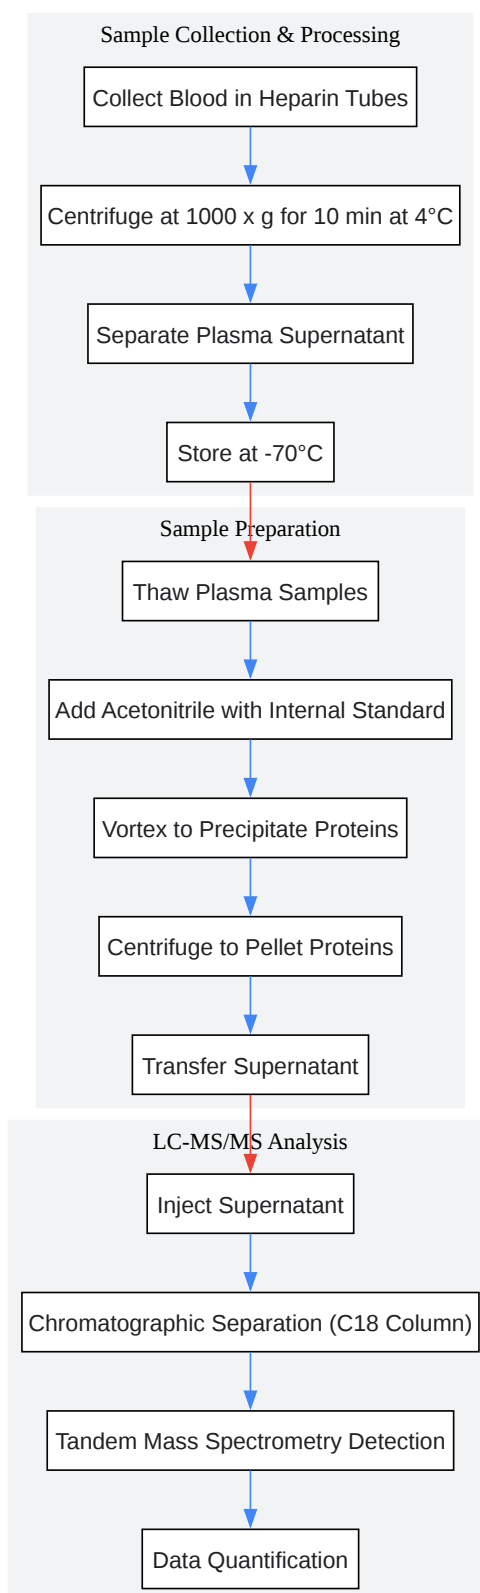 Sample Collection & Processing
Collect Blood in Heparin Tubes
Centrifuge at 1000 x g for 10 min at 4°C
Separate Plasma Supernatant
Store at -70°C
Sample Preparation
Thaw Plasma Samples
Add Acetonitrile with Internal Standard
Vortex to Precipitate Proteins
Centrifuge to Pellet Proteins
Transfer Supernatant
LC-MS/MS Analysis
Inject Supernatant
Chromatographic Separation (C18 Column)
Tandem Mass Spectrometry Detection
Data Quantification